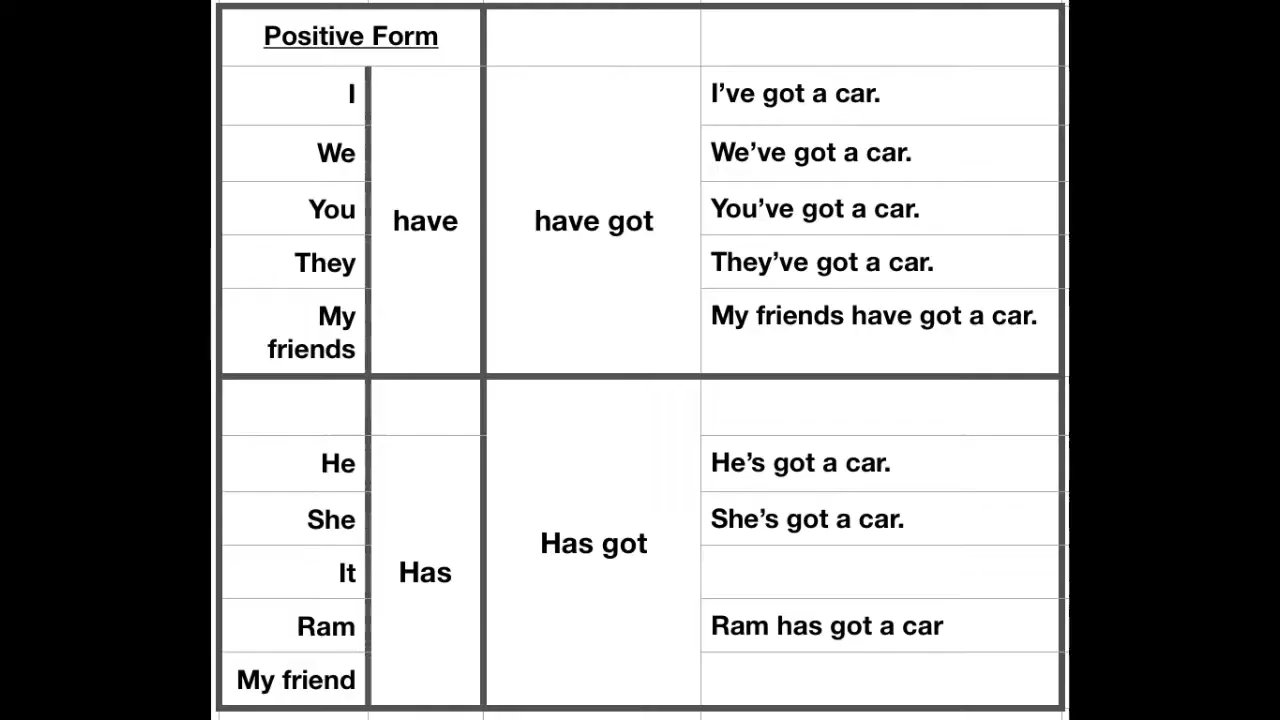 Positive Form
I
have
have got
I’ve got a car.
We
We’ve got a car.
You
You’ve got a car.
They
They’ve got a car.
My
friends
My friends have got a car.
He
Has
Has got
He’s got a car.
She
She’s got a car.
It
Ram
Ram has got a car
My friend